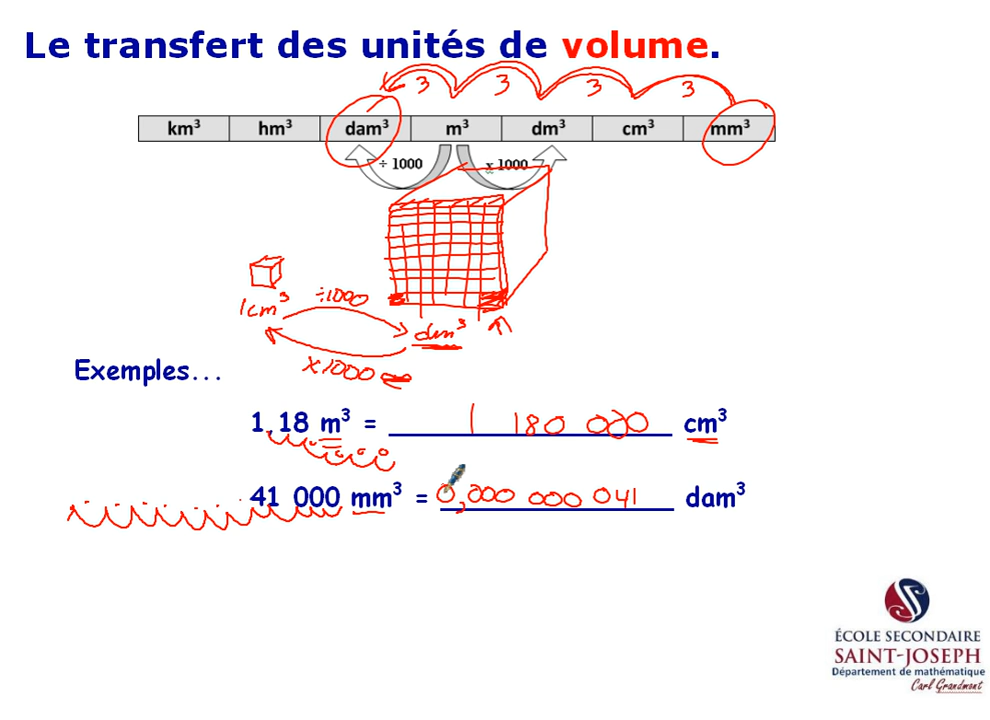 Le transfert des unités de volume.
3 3 3 3
km³ hm³ dam³ m³ dm³ cm³ mm³
÷ 1000 x 1000
1cm³ ÷1000
dm³
x1000
Exemples...
1,18 m³ = 1 180 000 cm³
41 000 mm³ = 0,000 000 041 dam³
ÉCOLE SECONDAIRE
SAINT-JOSEPH
Département de mathématique
Carl Grandmont